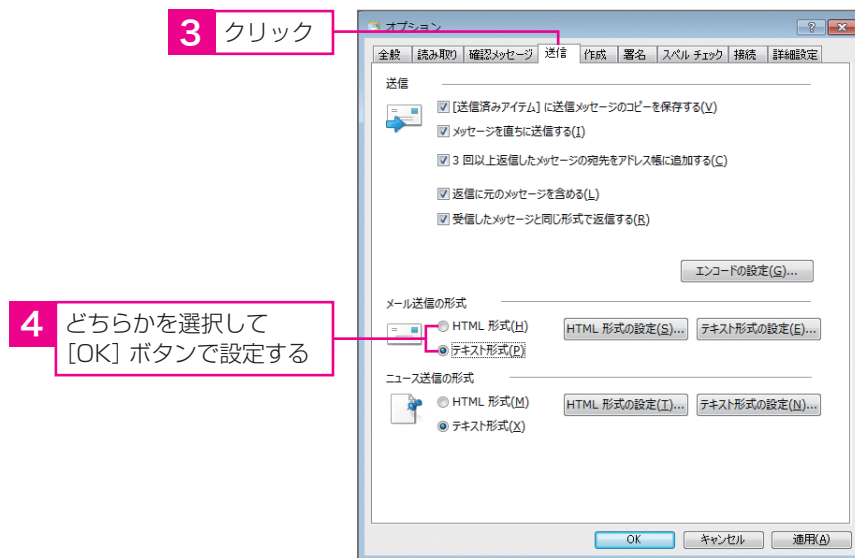 3 クリック
オプション
全般 読み取り 確認メッセージ 送信 作成 署名 スペル チェック 接続 詳細設定
送信
[送信済みアイテム] に送信メッセージのコピーを保存する(V)
メッセージを直ちに送信する(I)
3 回以上返信したメッセージの宛先をアドレス帳に追加する(C)
返信に元のメッセージを含める(L)
受信したメッセージと同じ形式で返信する(R)
エンコードの設定(G)...
メール送信の形式
4 どちらかを選択して
[OK] ボタンで設定する
HTML 形式(H) HTML 形式の設定(S)... テキスト形式の設定(E)...
テキスト形式(P)
ニュース送信の形式
HTML 形式(M) HTML 形式の設定(T)... テキスト形式の設定(N)...
テキスト形式(X)
OK キャンセル 適用(A)